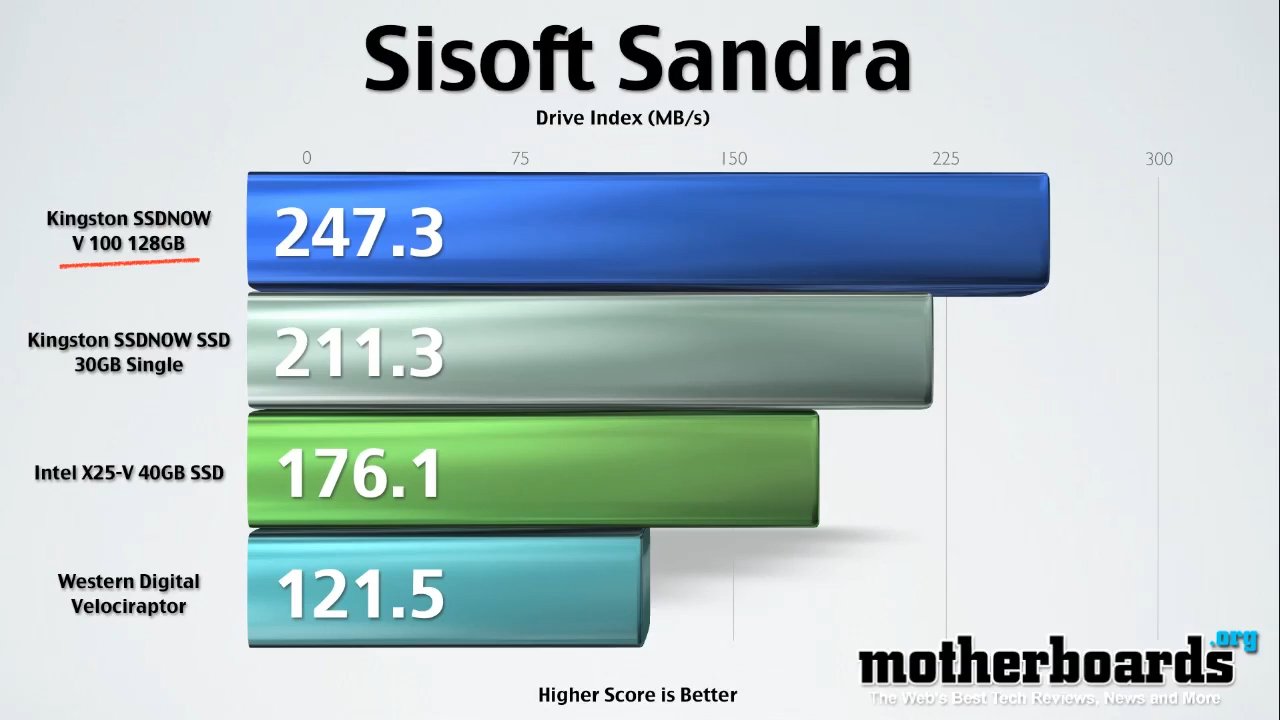 Sisoft Sandra
Drive Index (MB/s)
0 75 150 225 300
Kingston SSDNOW
V 100 128GB
247.3
Kingston SSDNOW SSD
30GB Single
211.3
Intel X25-V 40GB SSD
176.1
Western Digital
Velociraptor
121.5
Higher Score is Better
motherboards.org
The Web's Best Tech Reviews, News and More